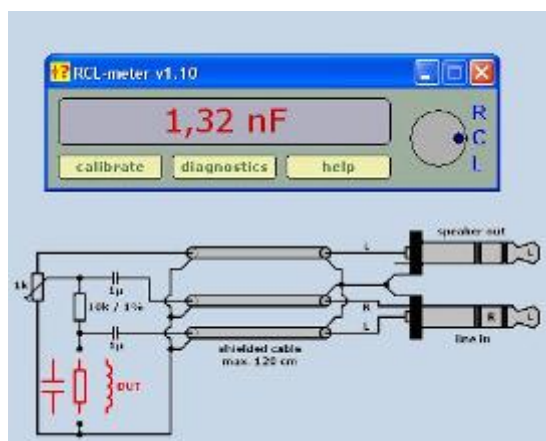 RCL-meter v1.10
1,32 nF
R
C
L
calibrate diagnostics help
speaker out
L
L
1k
1µ
10k / 1%
R
L
R
L
1µ
shielded cable
max. 120 cm
line in
DUT